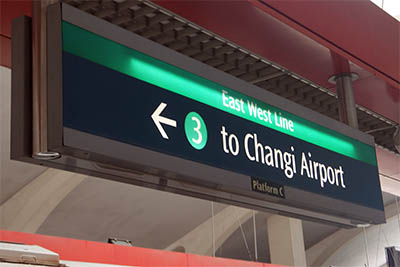 East West Line
3 to Changi Airport
Platform C